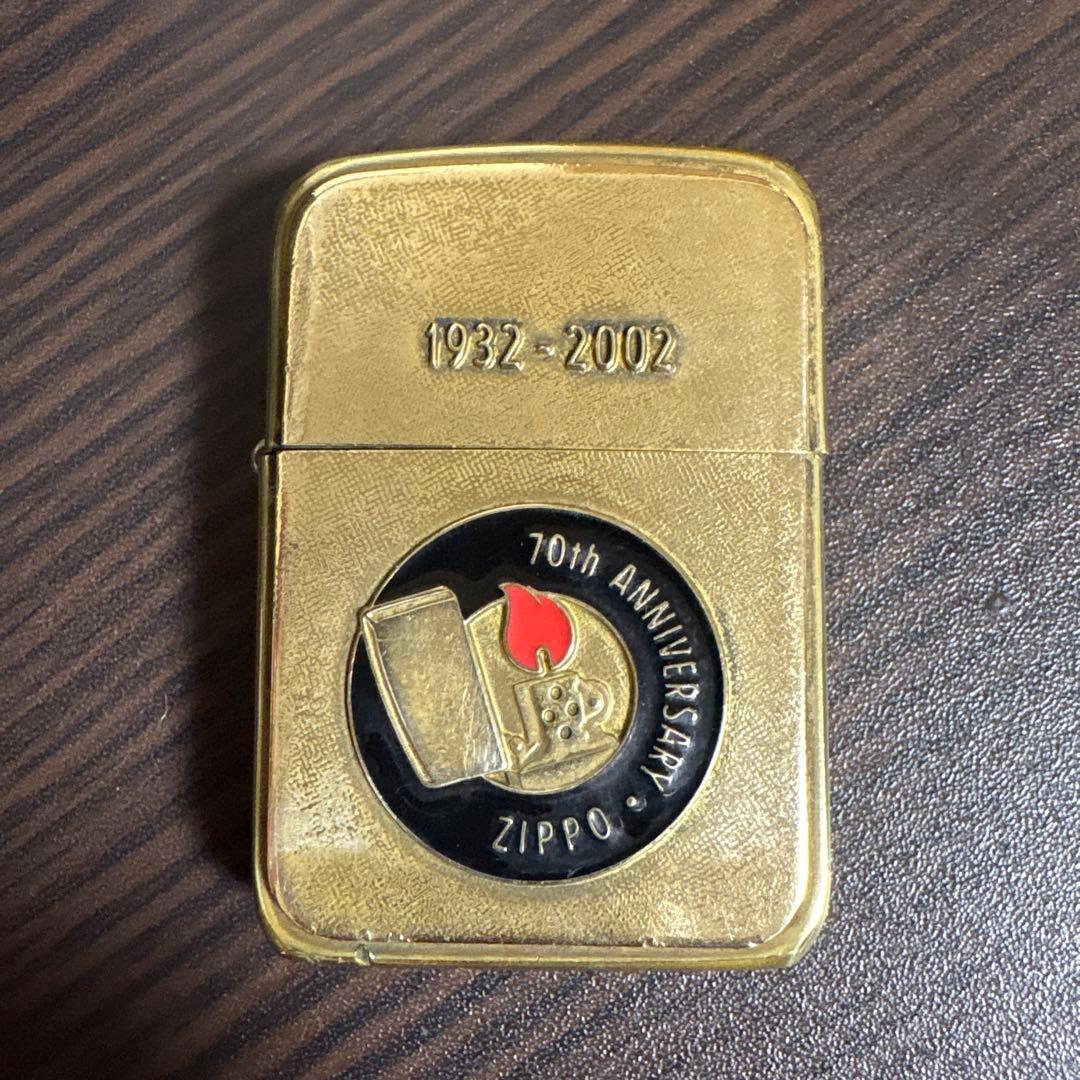 1932 - 2002
70th ANNIVERSARY •
ZIPPO